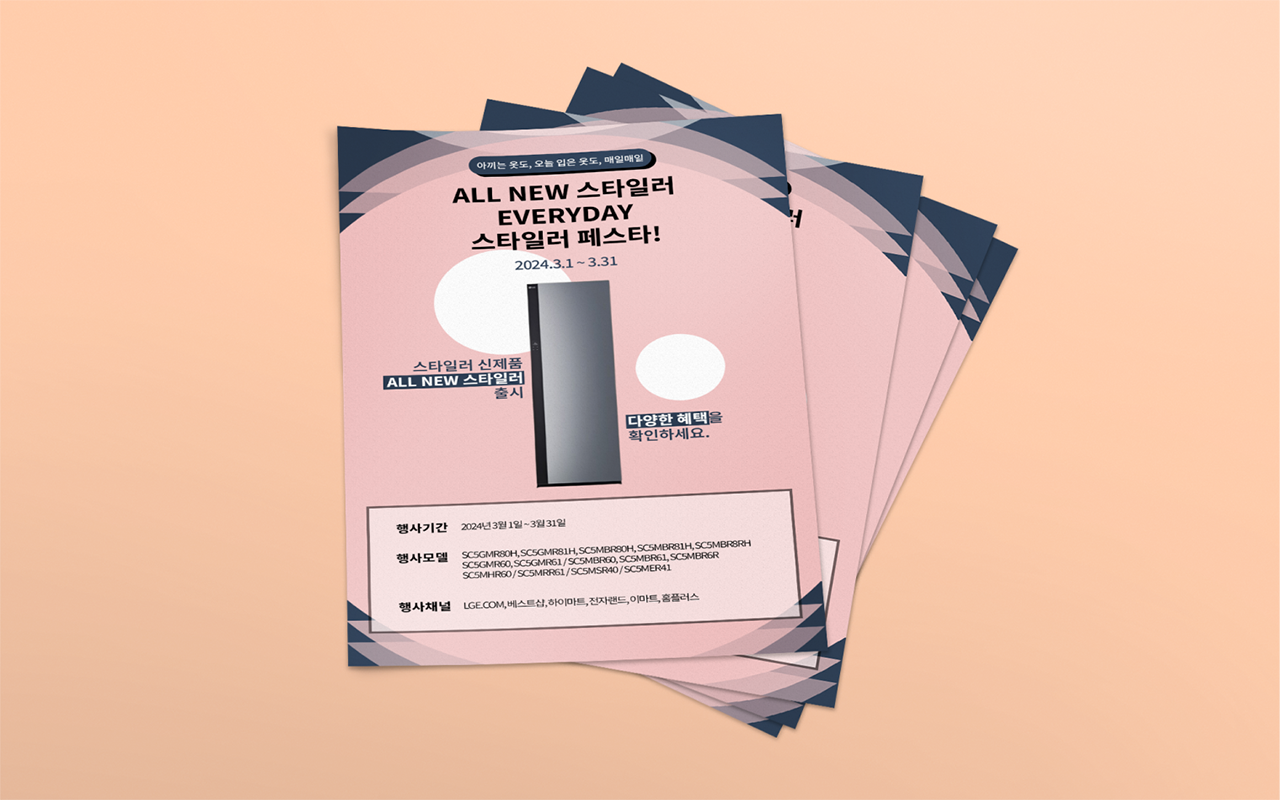 아끼는 옷도, 오늘 입은 옷도, 매일매일
ALL NEW 스타일러
EVERYDAY
스타일러 페스타!
2024.3.1 ~ 3.31
스타일러 신제품
ALL NEW 스타일러
출시
다양한 혜택을
확인하세요.
행사기간 2024년 3월 1일 ~ 3월 31일
행사모델 SC5GMR80H, SC5GMR81H, SC5MBR80H, SC5MBR81H, SC5MBR8RH
SC5GMR60, SC5GMR61 / SC5MBR60, SC5MBR61, SC5MBR6R
SC5MHR60 / SC5MRR61 / SC5MSR40 / SC5MER41
행사채널 LGE.COM, 베스트샵, 하이마트, 전자랜드, 이마트, 홈플러스